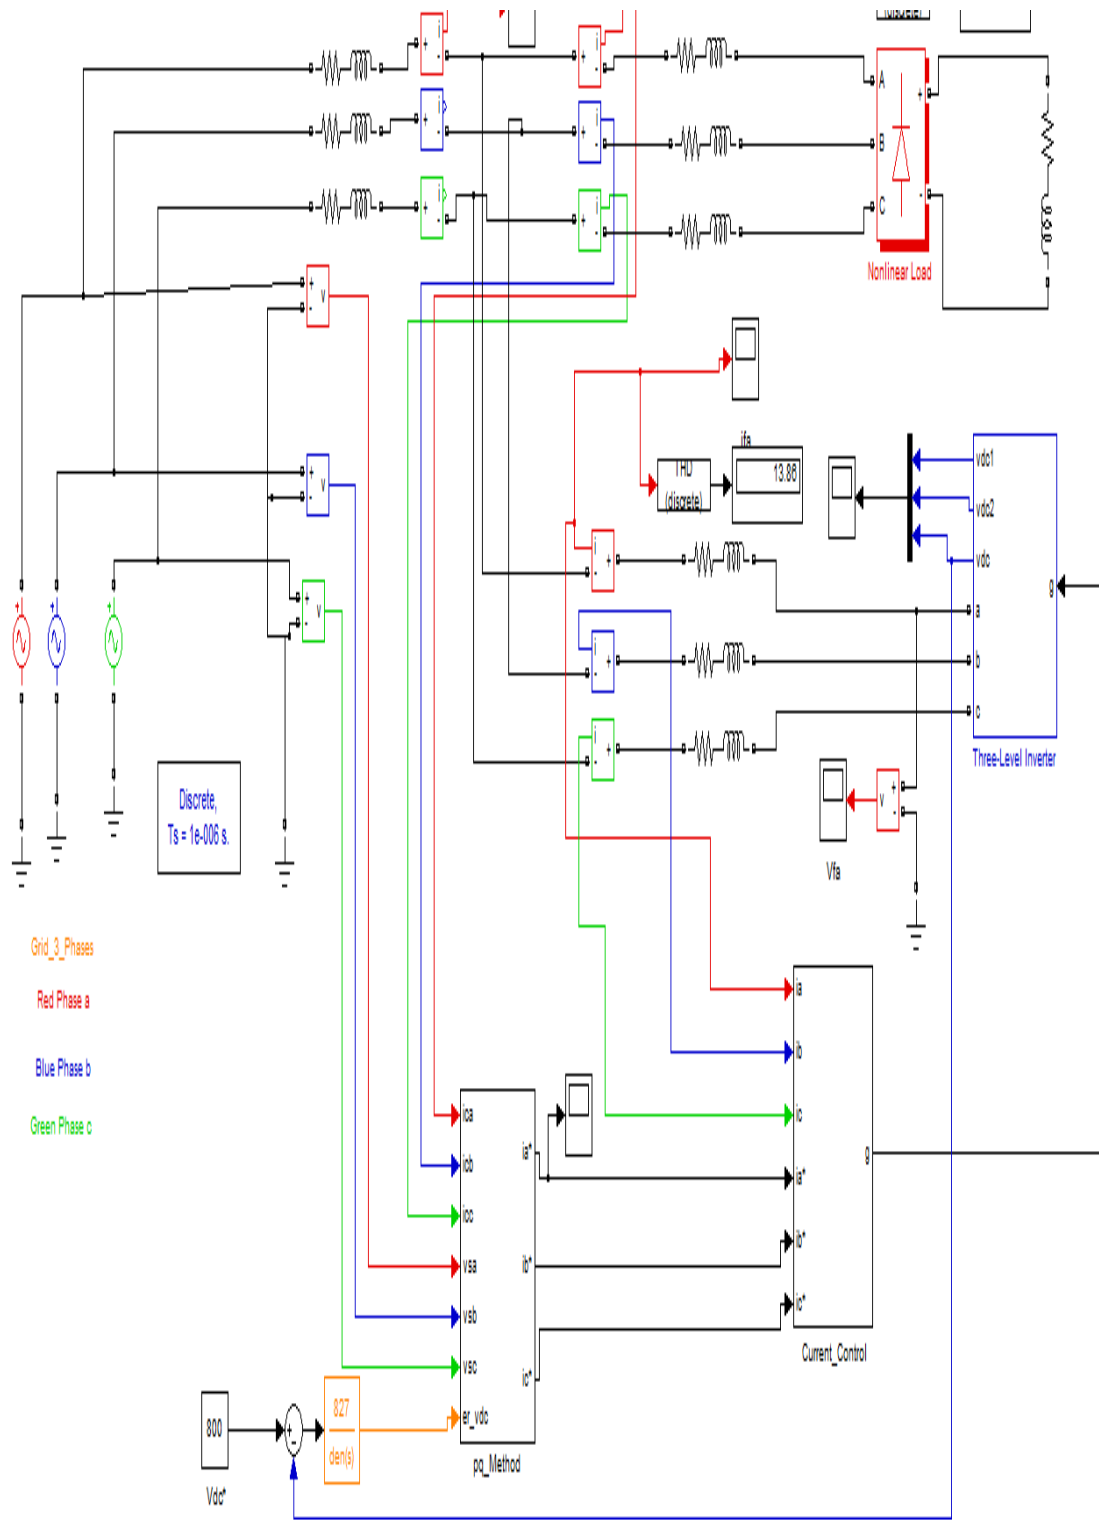 i
+
-
i
+
-
A
B
C
+
-
Nonlinear Load
i
+
-
i
+
-
i
+
-
i
+
-
+
-
v
+
-
v
+
-
v
+
+
+
ifa
THD
(discrete)
13.86
vdc1
vdc2
vdc
g
a
b
c
Three-Level Inverter
i
+
-
i
+
-
i
+
-
+
-
v
Vfa
Discrete,
Ts = 1e-006 s.
Grid_3_Phases
Red Phase a
Blue Phase b
Green Phase c
ia
ib
ic
ia*
ib*
ic*
g
Current_Control
ica
icb
icc
vsa
vsb
vsc
er_vdc
ia*
ib*
ic*
pq_Method
800
Vdc*
+
-
827
den(s)